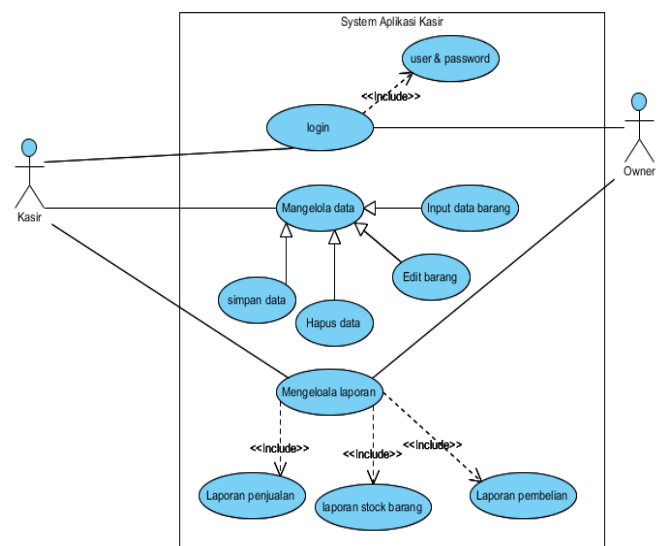 System Aplikasi Kasir
user & password
<<Include>>
login
Kasir
Owner
Mangelola data
Input data barang
Edit barang
simpan data
Hapus data
Mengeloala laporan
<<Include>>
<<Include>>
<<Include>>
Laporan penjualan
laporan stock barang
Laporan pembelian